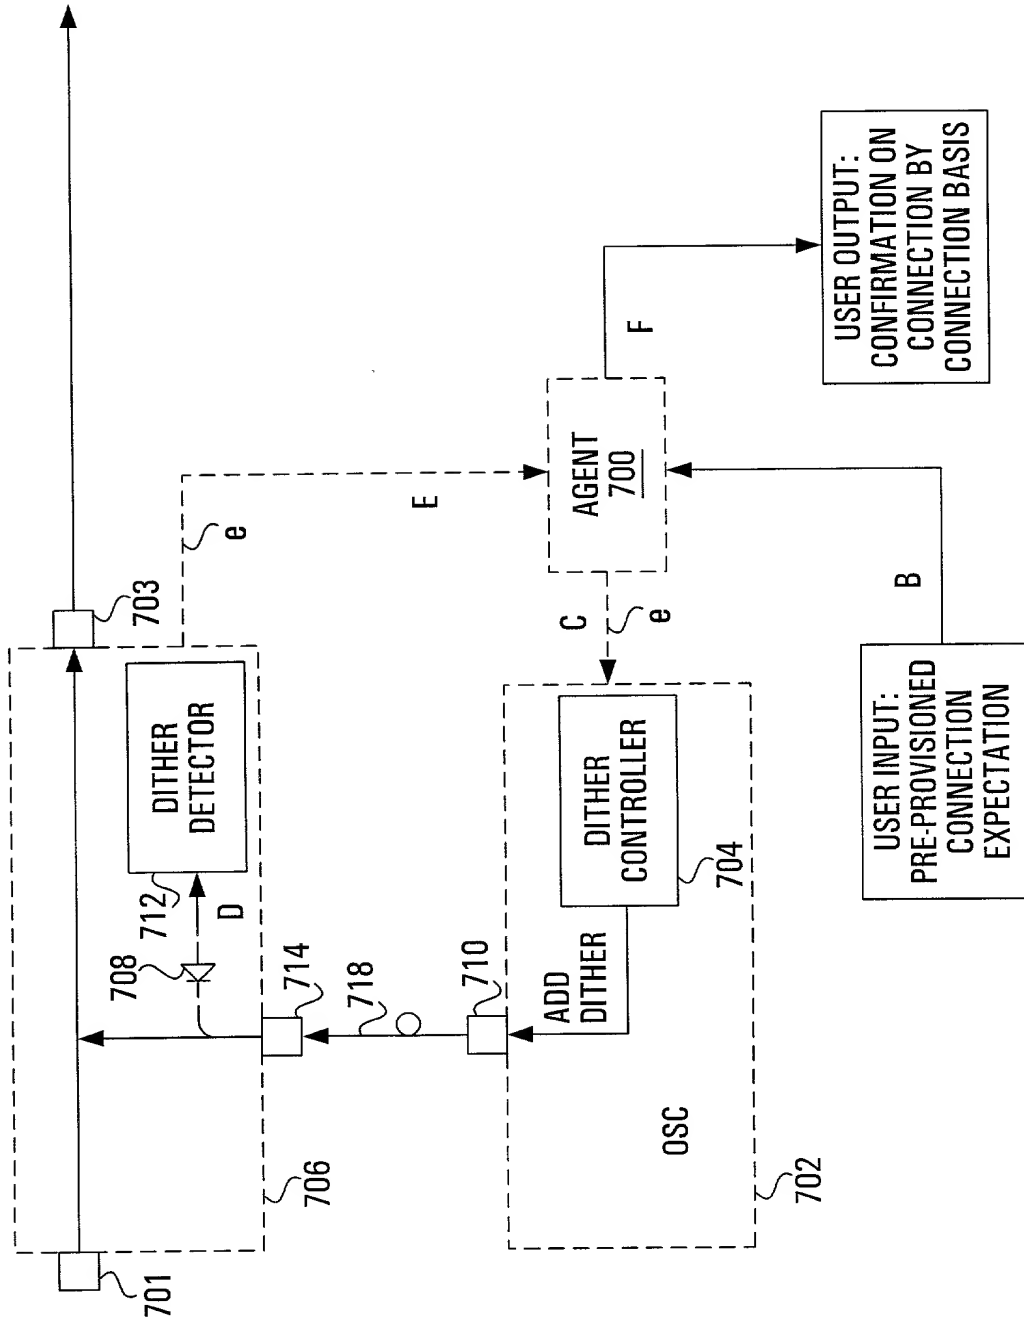 701
706
703
e
E
DITHER
DETECTOR
712
D
708
714
718
710
ADD
DITHER
DITHER
CONTROLLER
704
OSC
702
C
e
AGENT
700
F
B
USER INPUT:
PRE-PROVISIONED
CONNECTION
EXPECTATION
USER OUTPUT:
CONFIRMATION ON
CONNECTION BY
CONNECTION BASIS